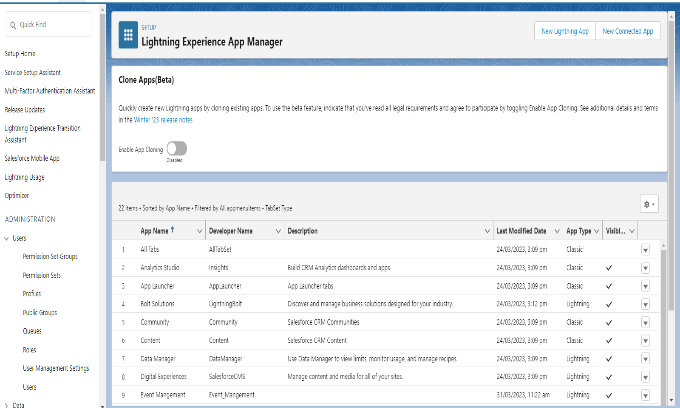 Quick Find
Setup Home
Service Setup Assistant
Multi-Factor Authentication Assistant
Release Updates
Lightning Experience Transition
Assistant
Salesforce Mobile App
Lightning Usage
Optimizer
ADMINISTRATION
Users
Permission Set Groups
Permission Sets
Profiles
Public Groups
Queues
Roles
User Management Settings
Users
Data
SETUP
Lightning Experience App Manager
New Lightning App New Connected App
Clone Apps(Beta)
Quickly create new Lightning apps by cloning existing apps. To use the beta feature, indicate that you've read all legal requirements and agree to participate by toggling Enable App Cloning. See additional details and terms
in the Winter '23 release notes
Enable App Cloning
Disabled
22 items • Sorted by App Name • Filtered by All appmenuitems - TabSet Type
App Name ↑ Developer Name Description Last Modified Date App Type Visibl...
1 All Tabs AllTabSet 24/03/2023, 3:09 pm Classic
2 Analytics Studio Insights Build CRM Analytics dashboards and apps 24/03/2023, 3:09 pm Classic
3 App Launcher AppLauncher App Launcher tabs 24/03/2023, 3:09 pm Classic
4 Bolt Solutions LightningBolt Discover and manage business solutions designed for your industry. 24/03/2023, 3:12 pm Lightning
5 Community Community Salesforce CRM Communities 24/03/2023, 3:09 pm Classic
6 Content Content Salesforce CRM Content 24/03/2023, 3:09 pm Classic
7 Data Manager DataManager Use Data Manager to view limits, monitor usage, and manage recipes. 24/03/2023, 3:09 pm Lightning
8 Digital Experiences SalesforceCMS Manage content and media for all of your sites. 24/03/2023, 3:09 pm Lightning
9 Event Mangement Event_Mangement 31/03/2023, 11:22 am Lightning